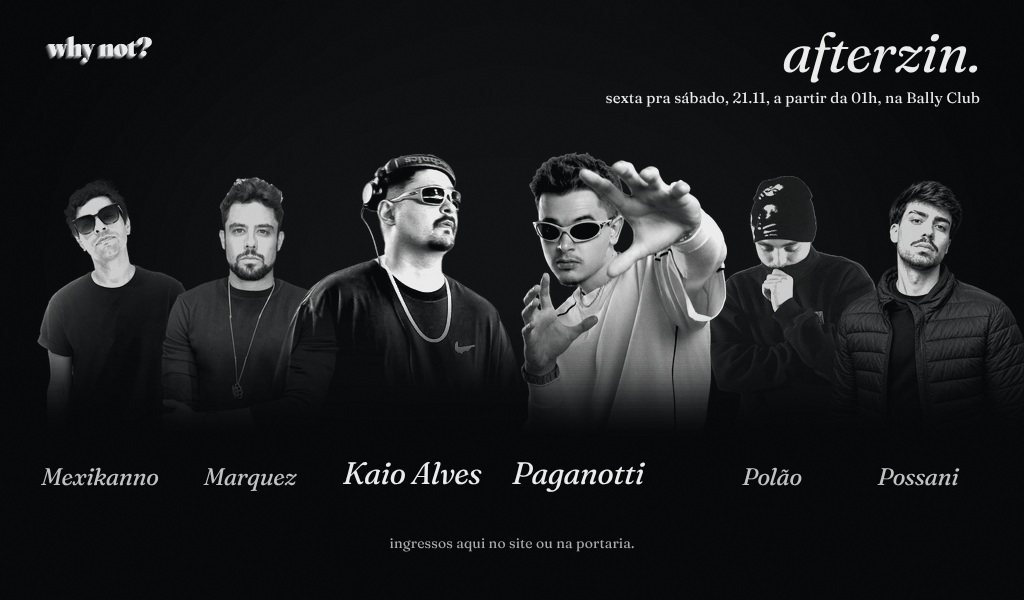 why not?
afterzin.
sexta pra sábado, 21.11, a partir da 01h, na Bally Club
technics
Mexikanno
Marquez
Kaio Alves
Paganotti
Polão
Possani
ingressos aqui no site ou na portaria.